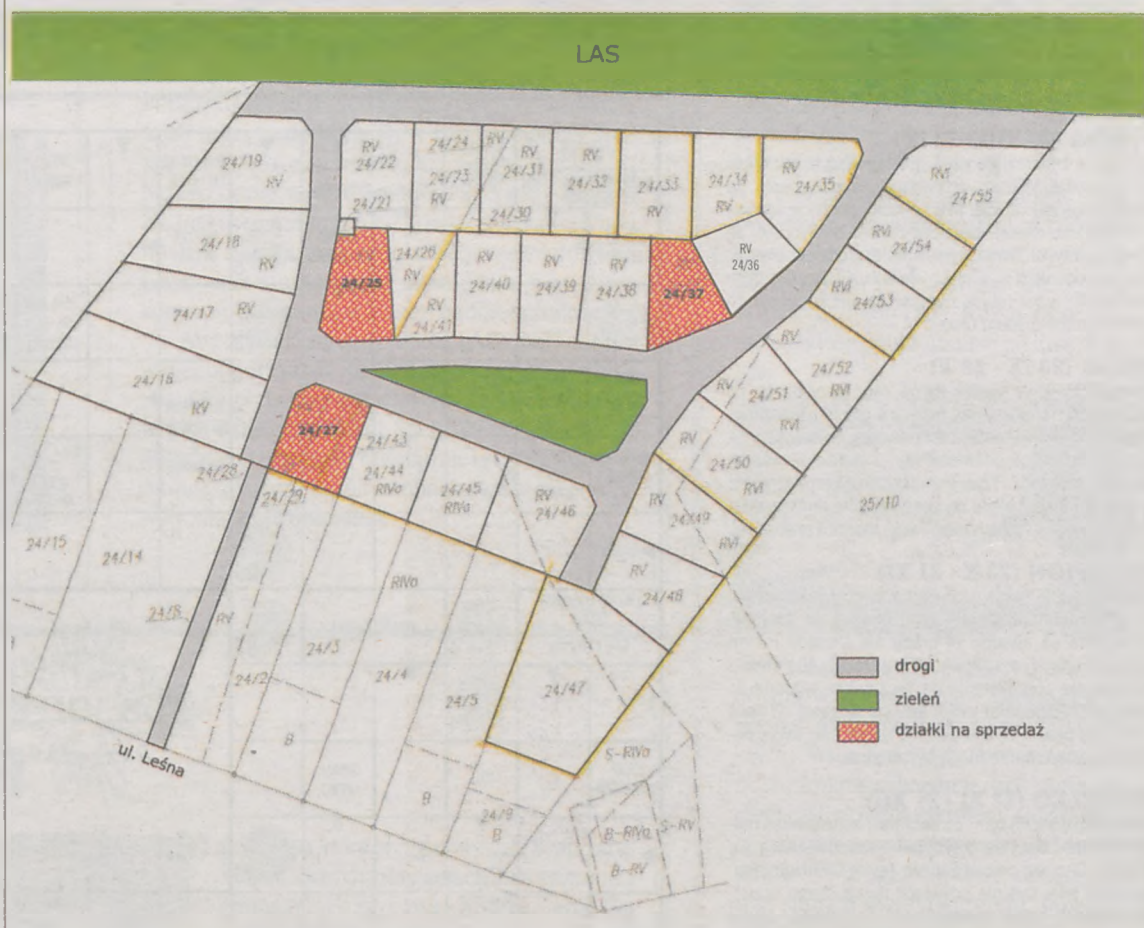 LAS
RV
24/22
24/21
24/24
24/23
RV
RV
RV
24/31
24/30
RV
24/32
24/33
RV
24/34
RV
RV
24/35
RVI
24/55
24/19
RV
24/18
RV
24/17 RV
24/16
RV
24/25
24/26
RV
RV
24/41
RV
24/40
RV
24/39
RV
24/38
24/37
RV
24/36
RVI
24/54
RVI
24/53
RV
24/52
RVI
RV
24/51
RVI
RV
24/50
RVI
RV
24/49
RVI
RV
24/48
25/10
24/27
24/43
24/44
RIVa
24/45
RIVa
RV
24/46
24/28
24/29
24/15
24/14
24/8
RV
24/2
24/3
RIVa
24/4
24/5
24/47
B
B
24/9
B
S-RIVa
B-RIVa
S-RV
B-RV
ul. Leśna
drogi
zieleń
działki na sprzedaż